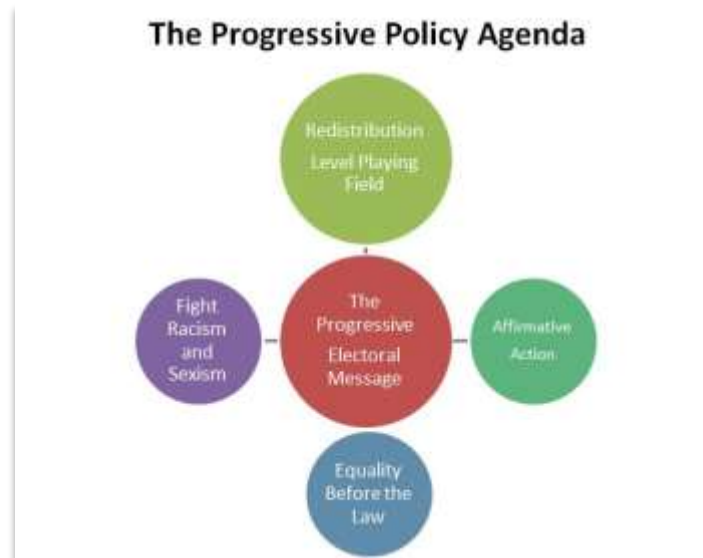 The Progressive Policy Agenda
Redistribution
Level Playing
Field
Fight
Racism
and
Sexism
The
Progressive
Electoral
Message
Affirmative
Action
Equality
Before the
Law